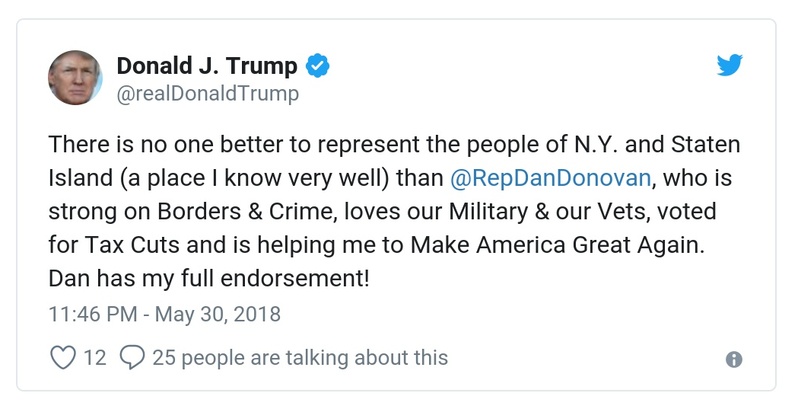 Donald J. Trump
@realDonaldTrump
There is no one better to represent the people of N.Y. and Staten
Island (a place I know very well) than @RepDanDonovan, who is
strong on Borders & Crime, loves our Military & our Vets, voted
for Tax Cuts and is helping me to Make America Great Again.
Dan has my full endorsement!
11:46 PM - May 30, 2018
12 25 people are talking about this